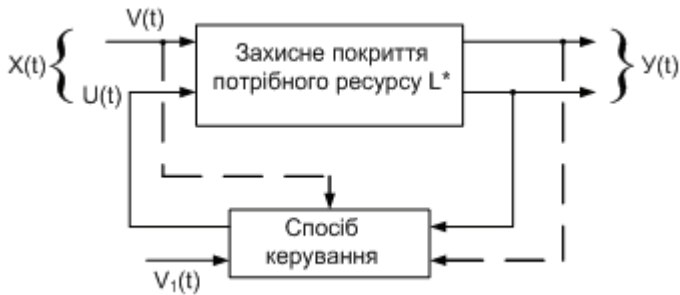 V(t)
X(t)
U(t)
Захисне покриття
потрібного ресурсу L*
У(t)
Спосіб
керування
V₁(t)